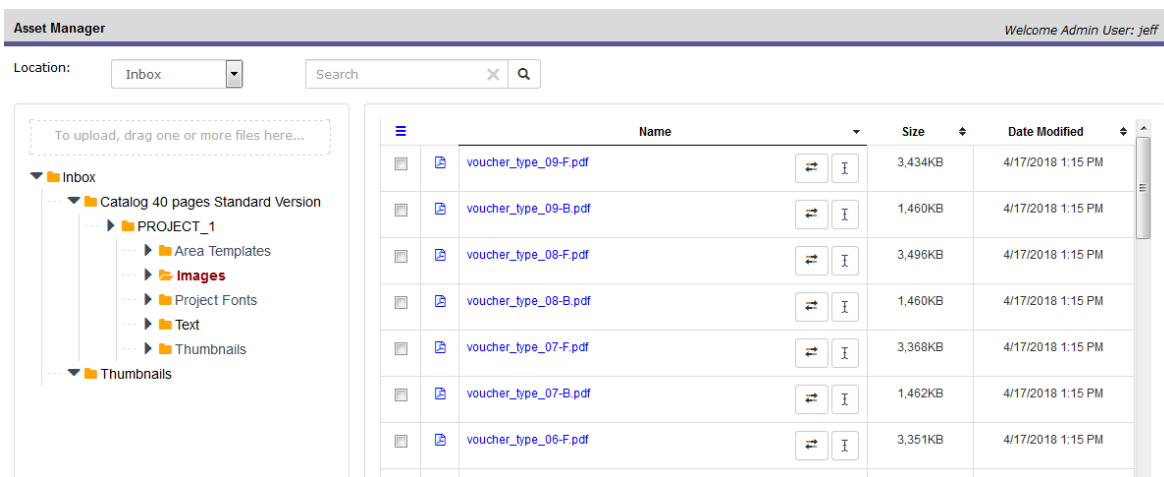 Asset Manager
Welcome Admin User: jeff
Location:
Inbox
Search
To upload, drag one or more files here...
Inbox
Catalog 40 pages Standard Version
PROJECT_1
Area Templates
Images
Project Fonts
Text
Thumbnails
Thumbnails
Name Size Date Modified
voucher_type_09-F.pdf 3,434KB 4/17/2018 1:15 PM
voucher_type_09-B.pdf 1,460KB 4/17/2018 1:15 PM
voucher_type_08-F.pdf 3,496KB 4/17/2018 1:15 PM
voucher_type_08-B.pdf 1,460KB 4/17/2018 1:15 PM
voucher_type_07-F.pdf 3,368KB 4/17/2018 1:15 PM
voucher_type_07-B.pdf 1,462KB 4/17/2018 1:15 PM
voucher_type_06-F.pdf 3,351KB 4/17/2018 1:15 PM